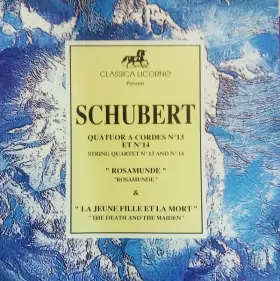 CLASSICA LICORNE
Presents
SCHUBERT
QUATUOR A CORDES N°13
ET N°14
STRING QUARTET N° 13 AND N° 14
" ROSAMUNDE "
"ROSAMUNDE "
&
" LA JEUNE FILLE ET LA MORT "
" THE DEATH AND THE MAIDEN "